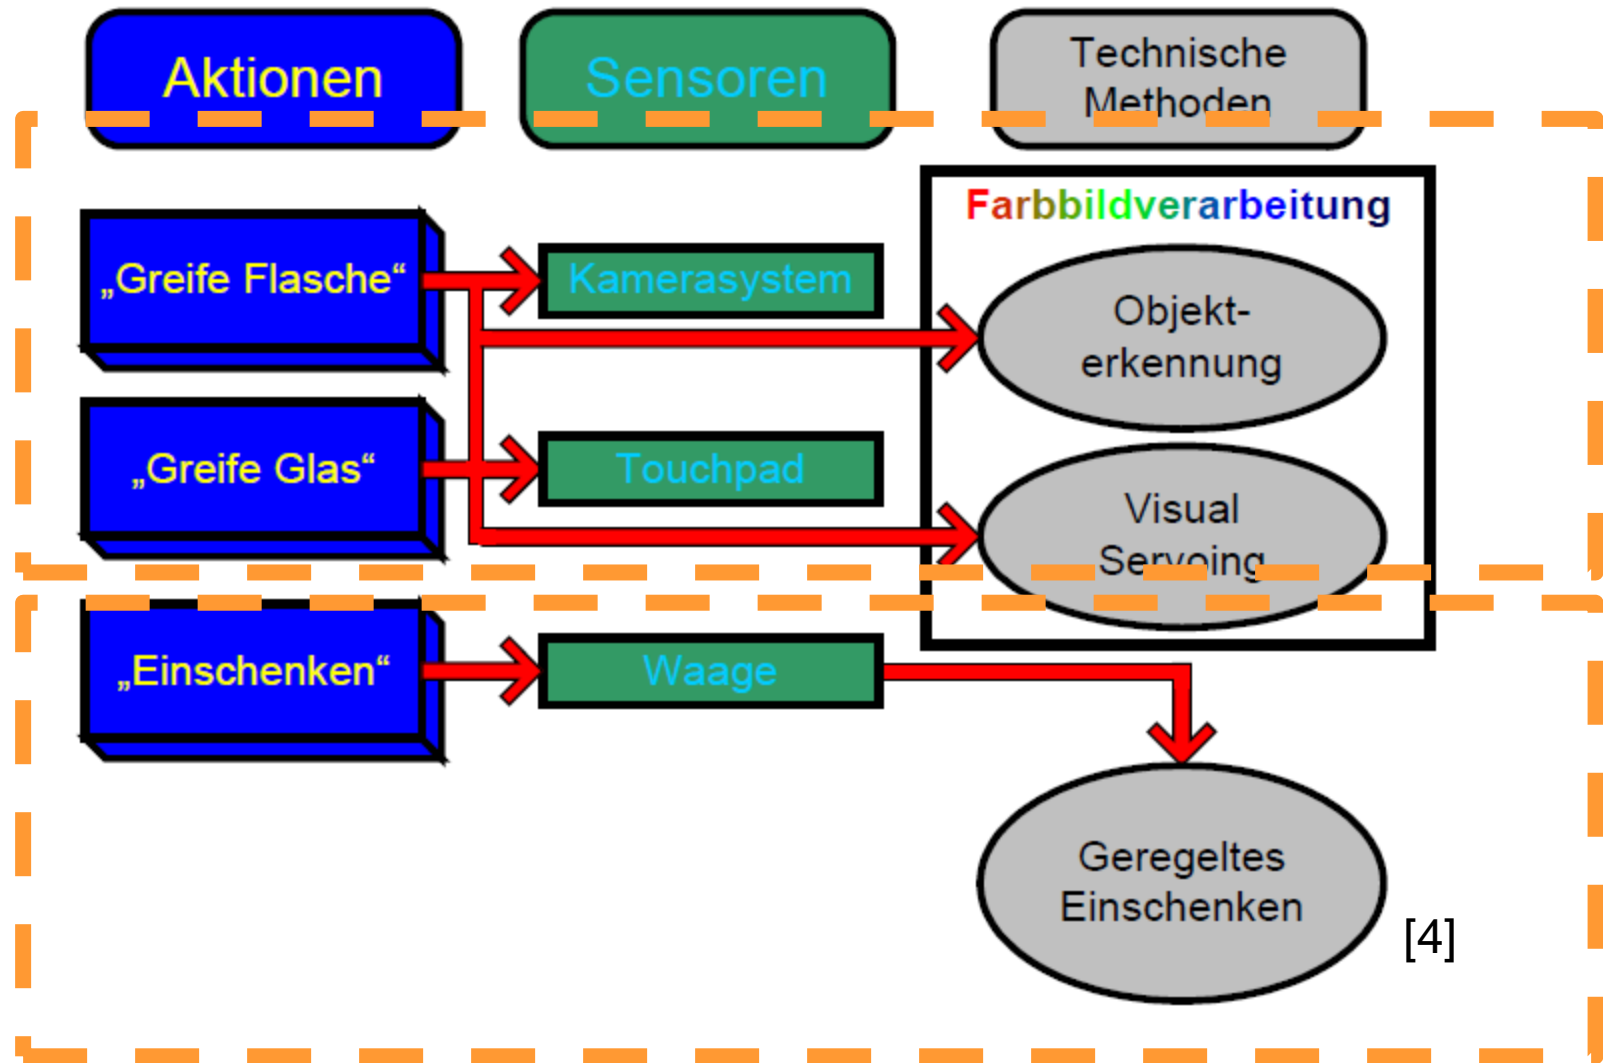 Aktionen
Sensoren
Technische
Methoden
Farbbildverarbeitung
„Greife Flasche“
Kamerasystem
Objekt-
erkennung
„Greife Glas“
Touchpad
Visual
Servoing
„Einschenken“
Waage
Geregeltes
Einschenken
[4]